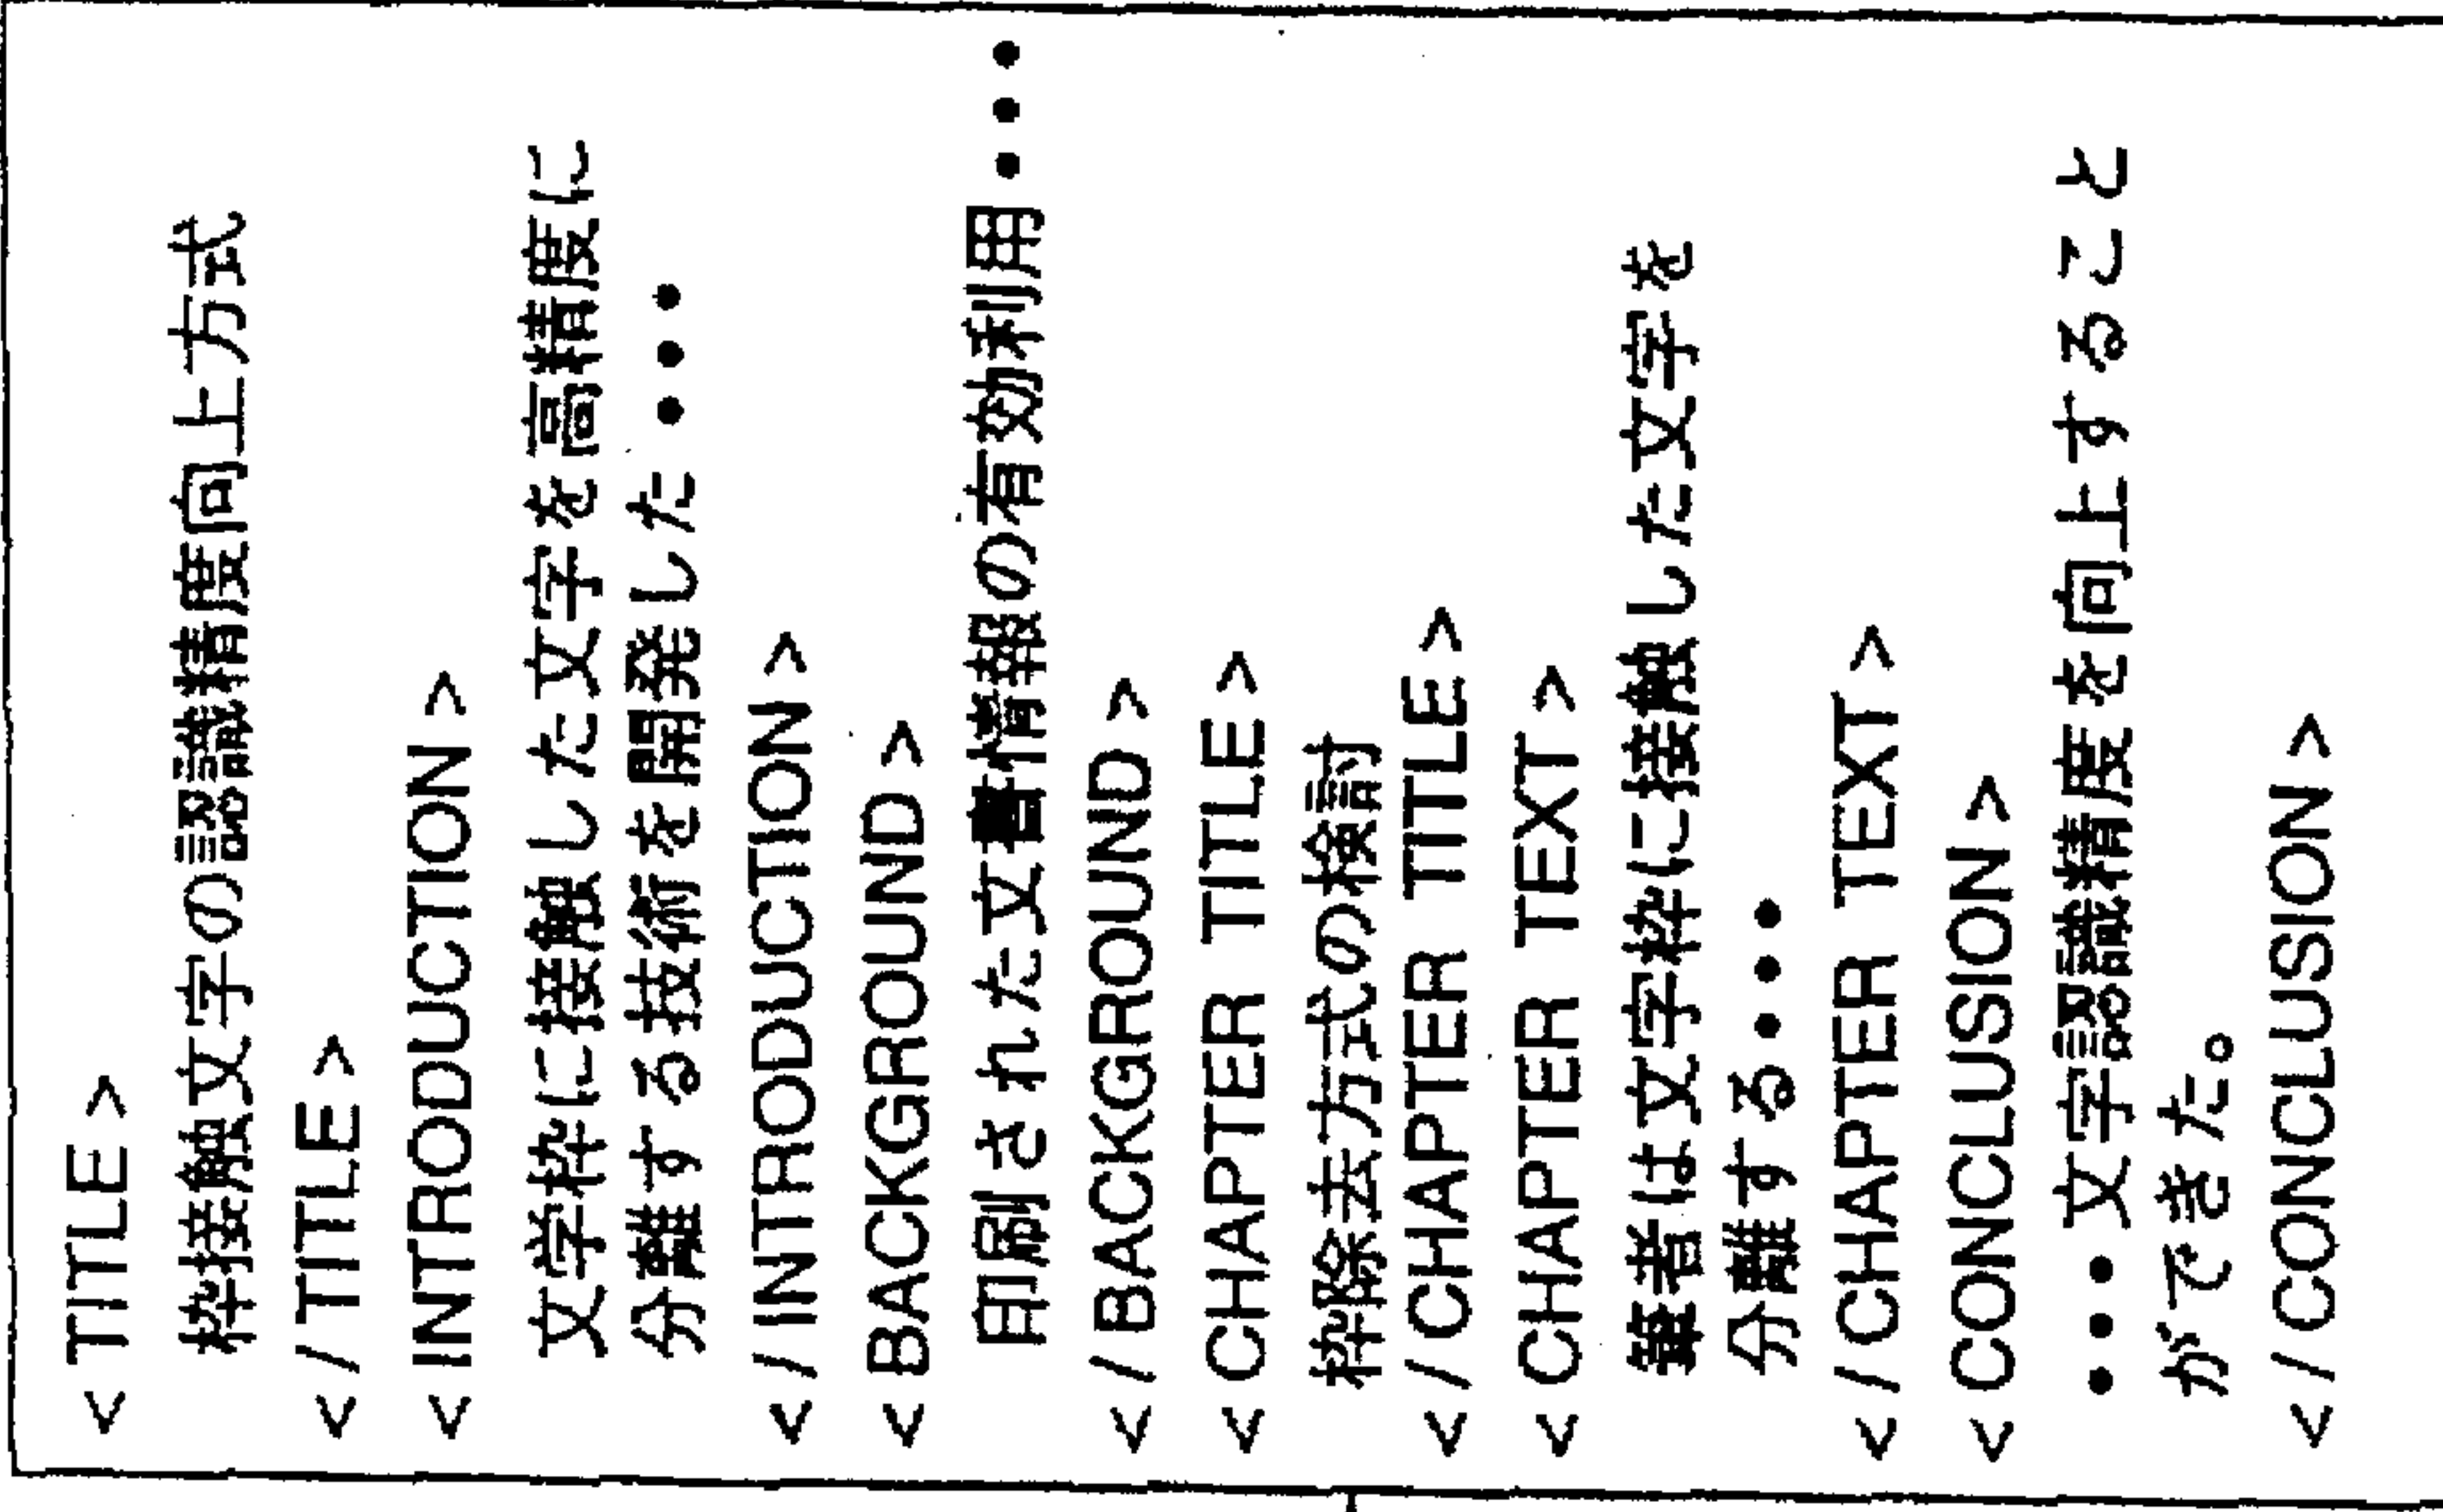 <TITLE>
枠接触文字の認識精度向上方式
</TITLE>
<INTRODUCTION>
文字枠に接触した文字を高精度に
分離する技術を開発した•••
</INTRODUCTION>
<BACKGROUND>
印刷された文書情報の有効利用•••
</BACKGROUND>
<CHAPTER TITLE>
枠除去方式の検討
</CHAPTER TITLE>
<CHAPTER TEXT>
筆者は文字枠に接触した文字を
分離する•••
</CHAPTER TEXT>
<CONCLUSION>
•••文字認識精度を向上すること
ができた。
</CONCLUSION>